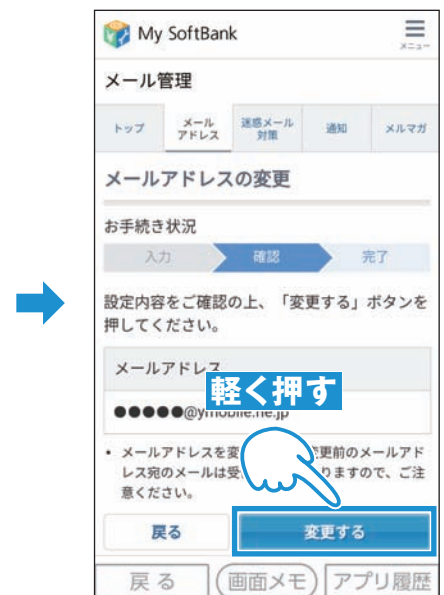 My SoftBank
メニュー
メール管理
トップ
メール
アドレス
迷惑メール
対策
通知
メルマガ
メールアドレスの変更
お手続き状況
入力
確認
完了
設定内容をご確認の上、「変更する」ボタンを
押してください。
メールアドレス
軽く押す
●●●●●@ymobile.ne.jp
• メールアドレスを変 更前のメールアド
レス宛のメールは受 りますので、ご注
意ください。
戻る
変更する
戻る
画面メモ
アプリ履歴